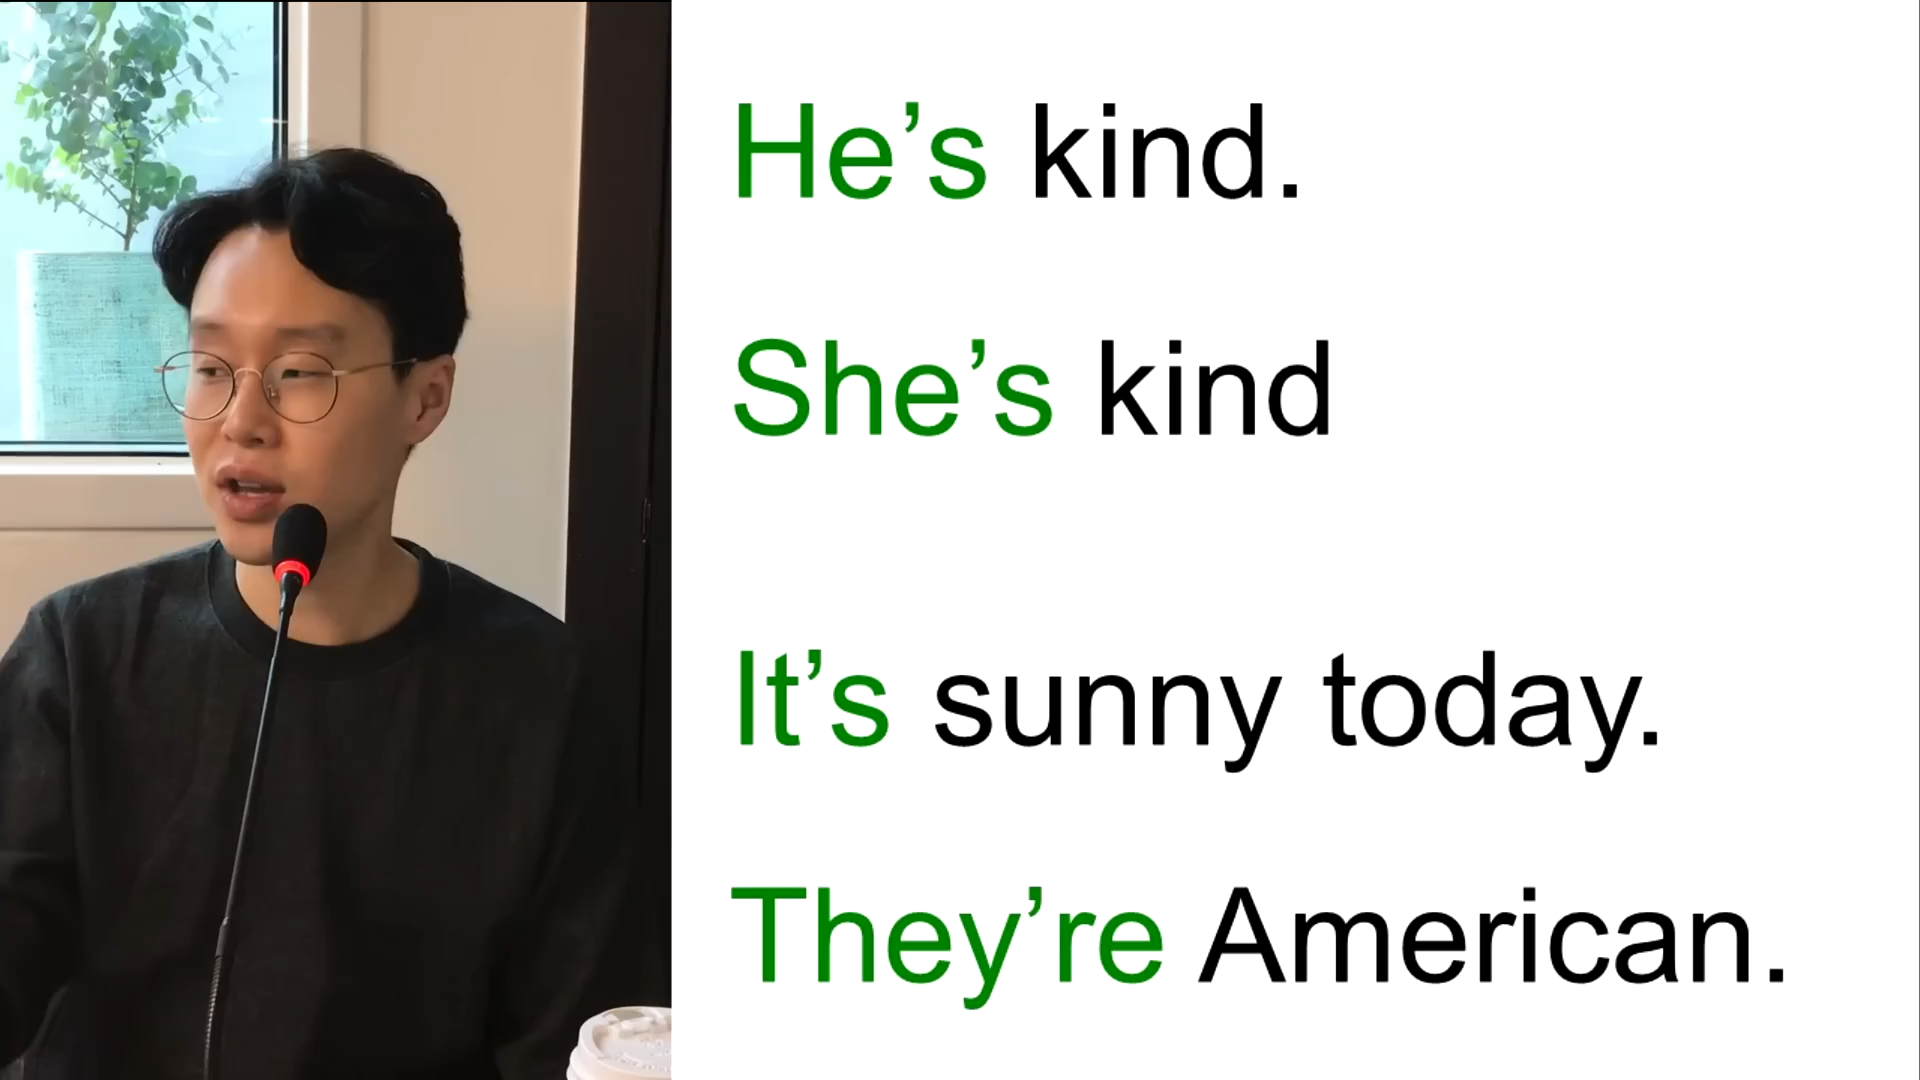 He’s kind.
She’s kind
It’s sunny today.
They’re American.